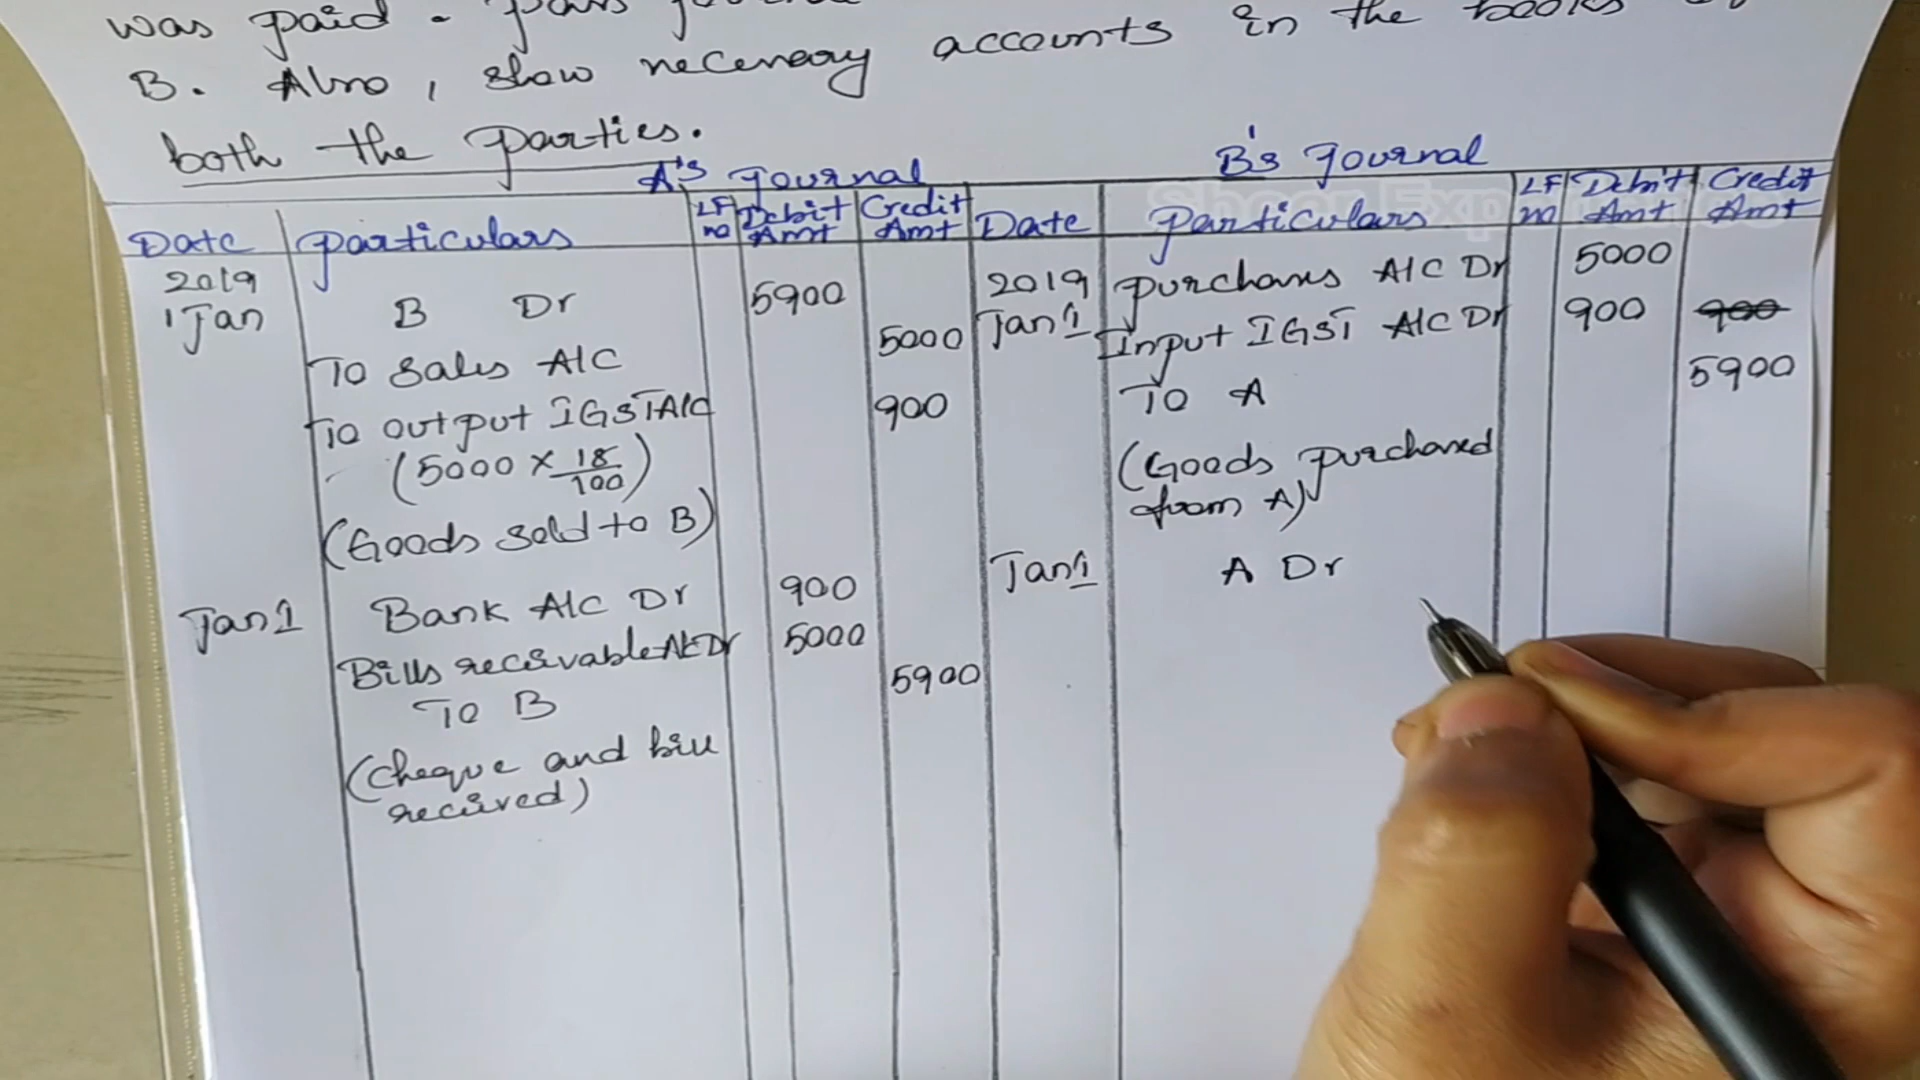 was paid - pass
B. Also, show necessary accounts in the books of
both the parties.
A's Journal
Date Particulars LF no Debit Amt Credit Amt
2019
1 Jan B Dr 5900
To Sales A/C 5000
To output IGST A/C 900
(5000 × 18/100)
(Goods sold to B)
Jan 1 Bank A/C Dr 900
Bills receivable A/C Dr 5000
To B 5900
(cheque and bill
received)
B's Journal
Date Particulars LF no Debit Amt Credit Amt
2019 Purchases A/C Dr 5000
Jan 1 Input IGST A/C Dr 900 900
To A 5900
(Goods purchased
from A)
Jan 1 A Dr